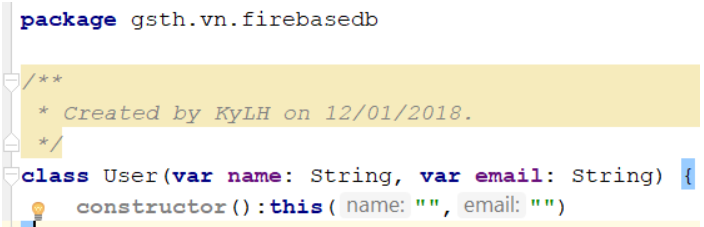 package gsth.vn.firebasedb
/**
* Created by KyLH on 12/01/2018.
*/
class User(var name: String, var email: String) {
constructor():this( name: "", email: "")